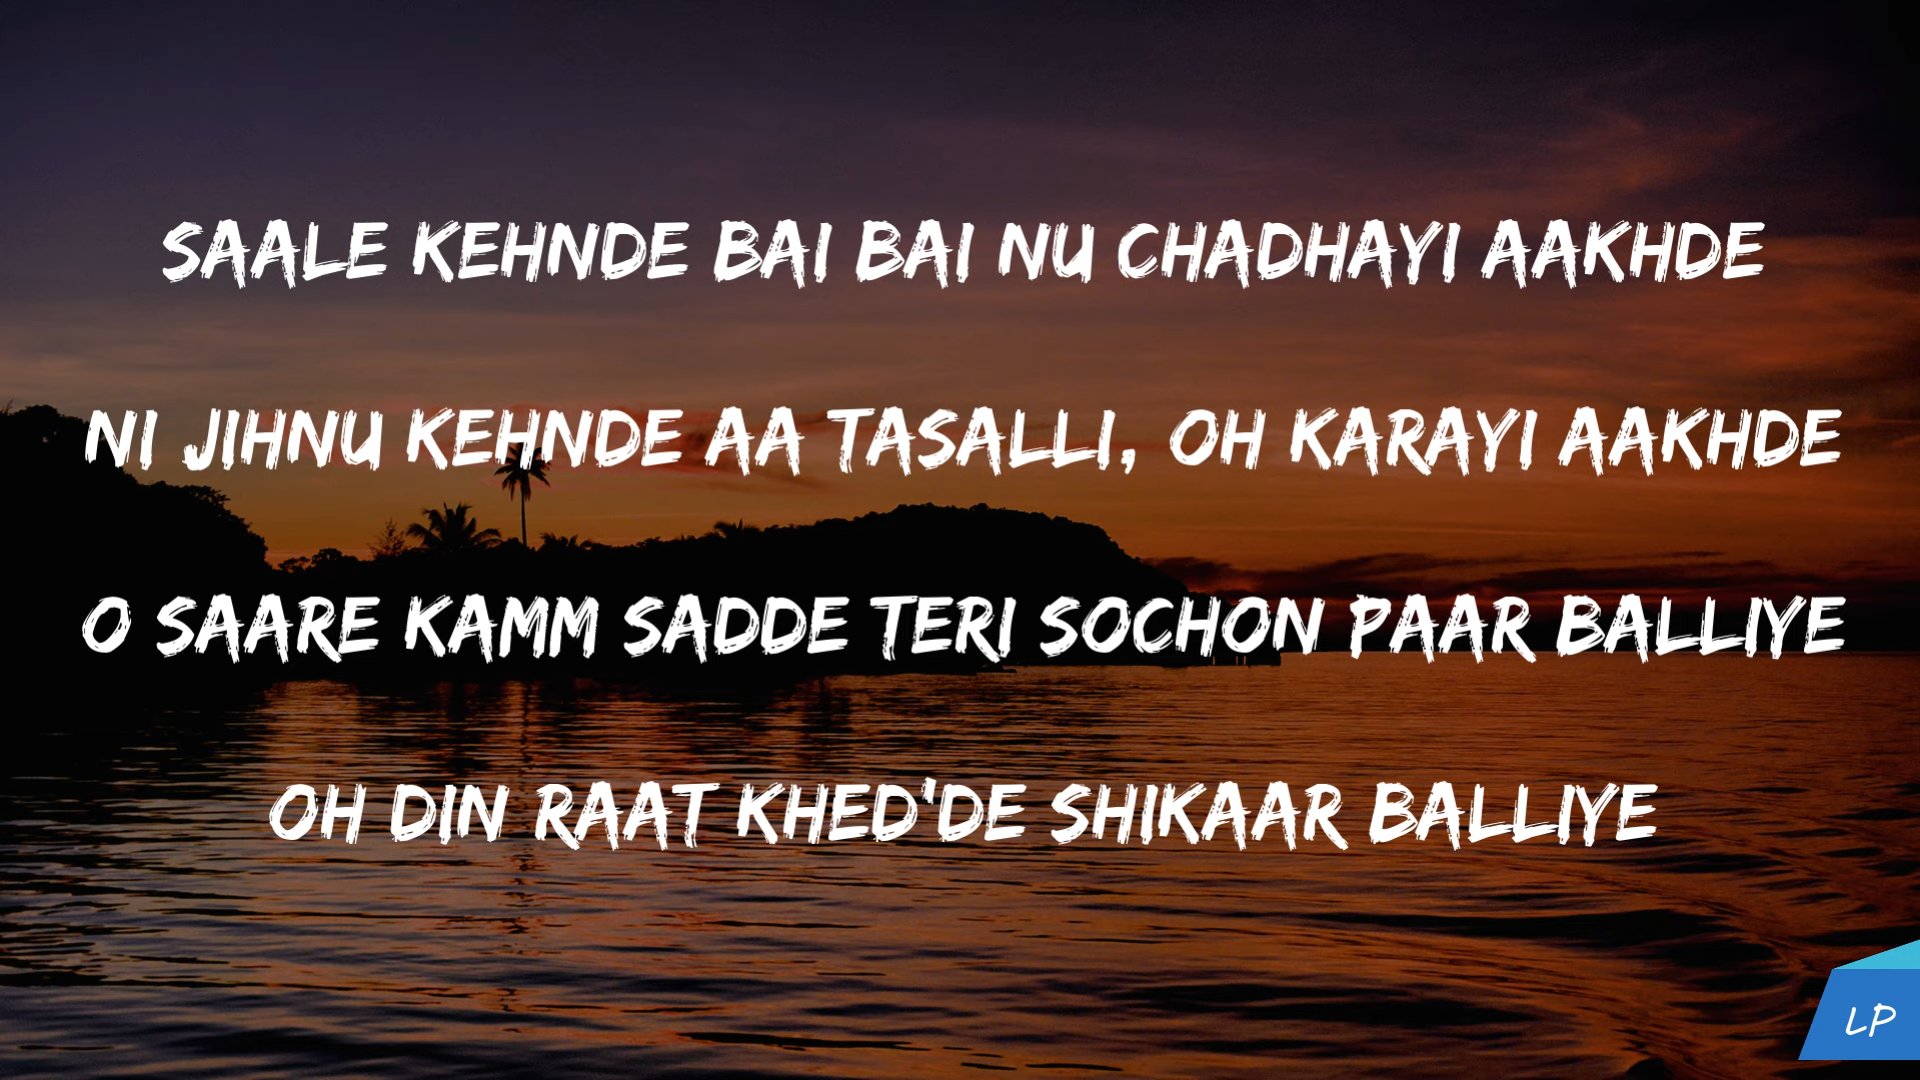 SAALE KEHNDE BAI BAI NU CHADHAYI AAKHDE
NI JIHNU KEHNDE AA TASALLI, OH KARAYI AAKHDE
O SAARE KAMM SADDE TERI SOCHON PAAR BALLIYE
OH DIN RAAT KHED'DE SHIKAAR BALLIYE
LP